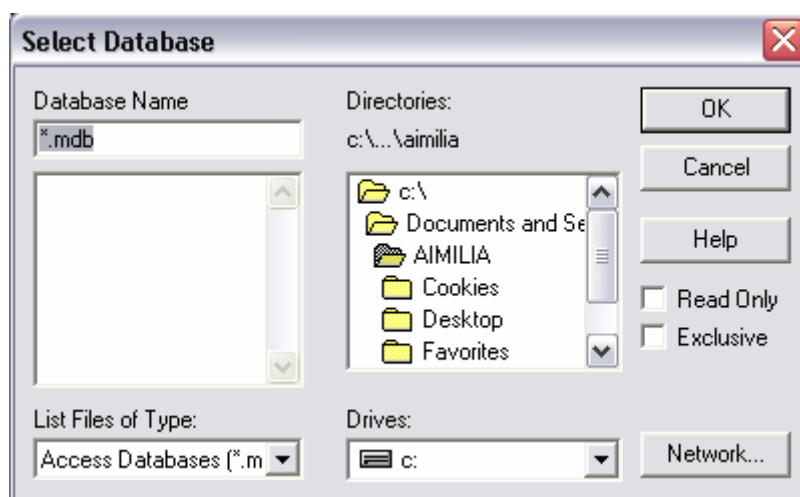 Select Database
Database Name
*.mdb
Directories:
c:\...\aimilia
c:\
Documents and Se
AIMILIA
Cookies
Desktop
Favorites
OK
Cancel
Help
Read Only
Exclusive
List Files of Type:
Access Databases (*.m
Drives:
c:
Network...